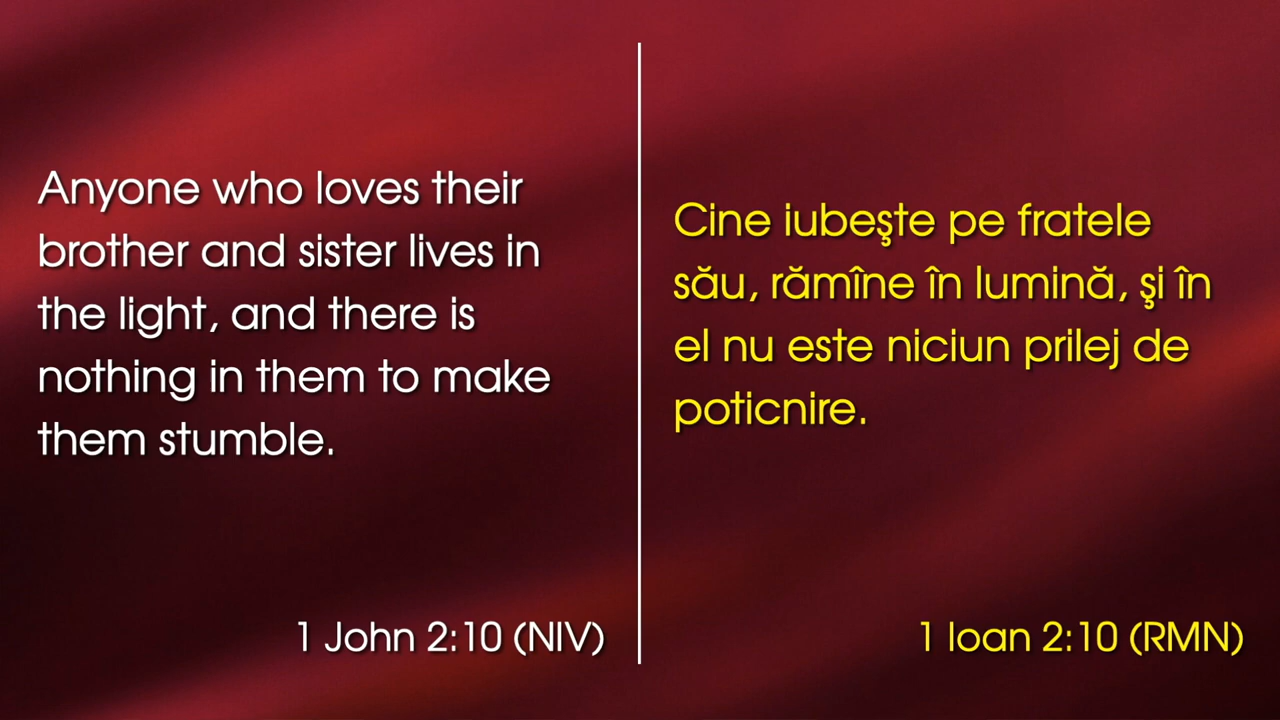 Anyone who loves their
brother and sister lives in
the light, and there is
nothing in them to make
them stumble.
1 John 2:10 (NIV)
Cine iubeşte pe fratele
său, rămîne în lumină, şi în
el nu este niciun prilej de
poticnire.
1 Ioan 2:10 (RMN)